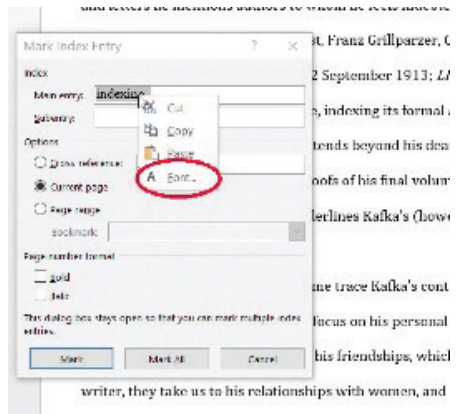 and letters he mentions authors to whom he feels indebte
Mark Index Entry ? ×
st, Franz Grillparzer, G
Index
2 September 1913; LF
Main entry: indexing
Cut
e, indexing its formal a
Subentry:
Copy
Options
tends beyond his dea
Paste
Cross reference:
Font...
oofs of his final volum
Current page
Page range
derlines Kafka's (howe
Bookmark:
Page number format
Bold
me trace Kafka's cont
Italic
This dialog box stays open so that you can mark multiple index
focus on his personal
entries.
Mark Mark All Cancel
his friendships, which
writer, they take us to his relationships with women, and